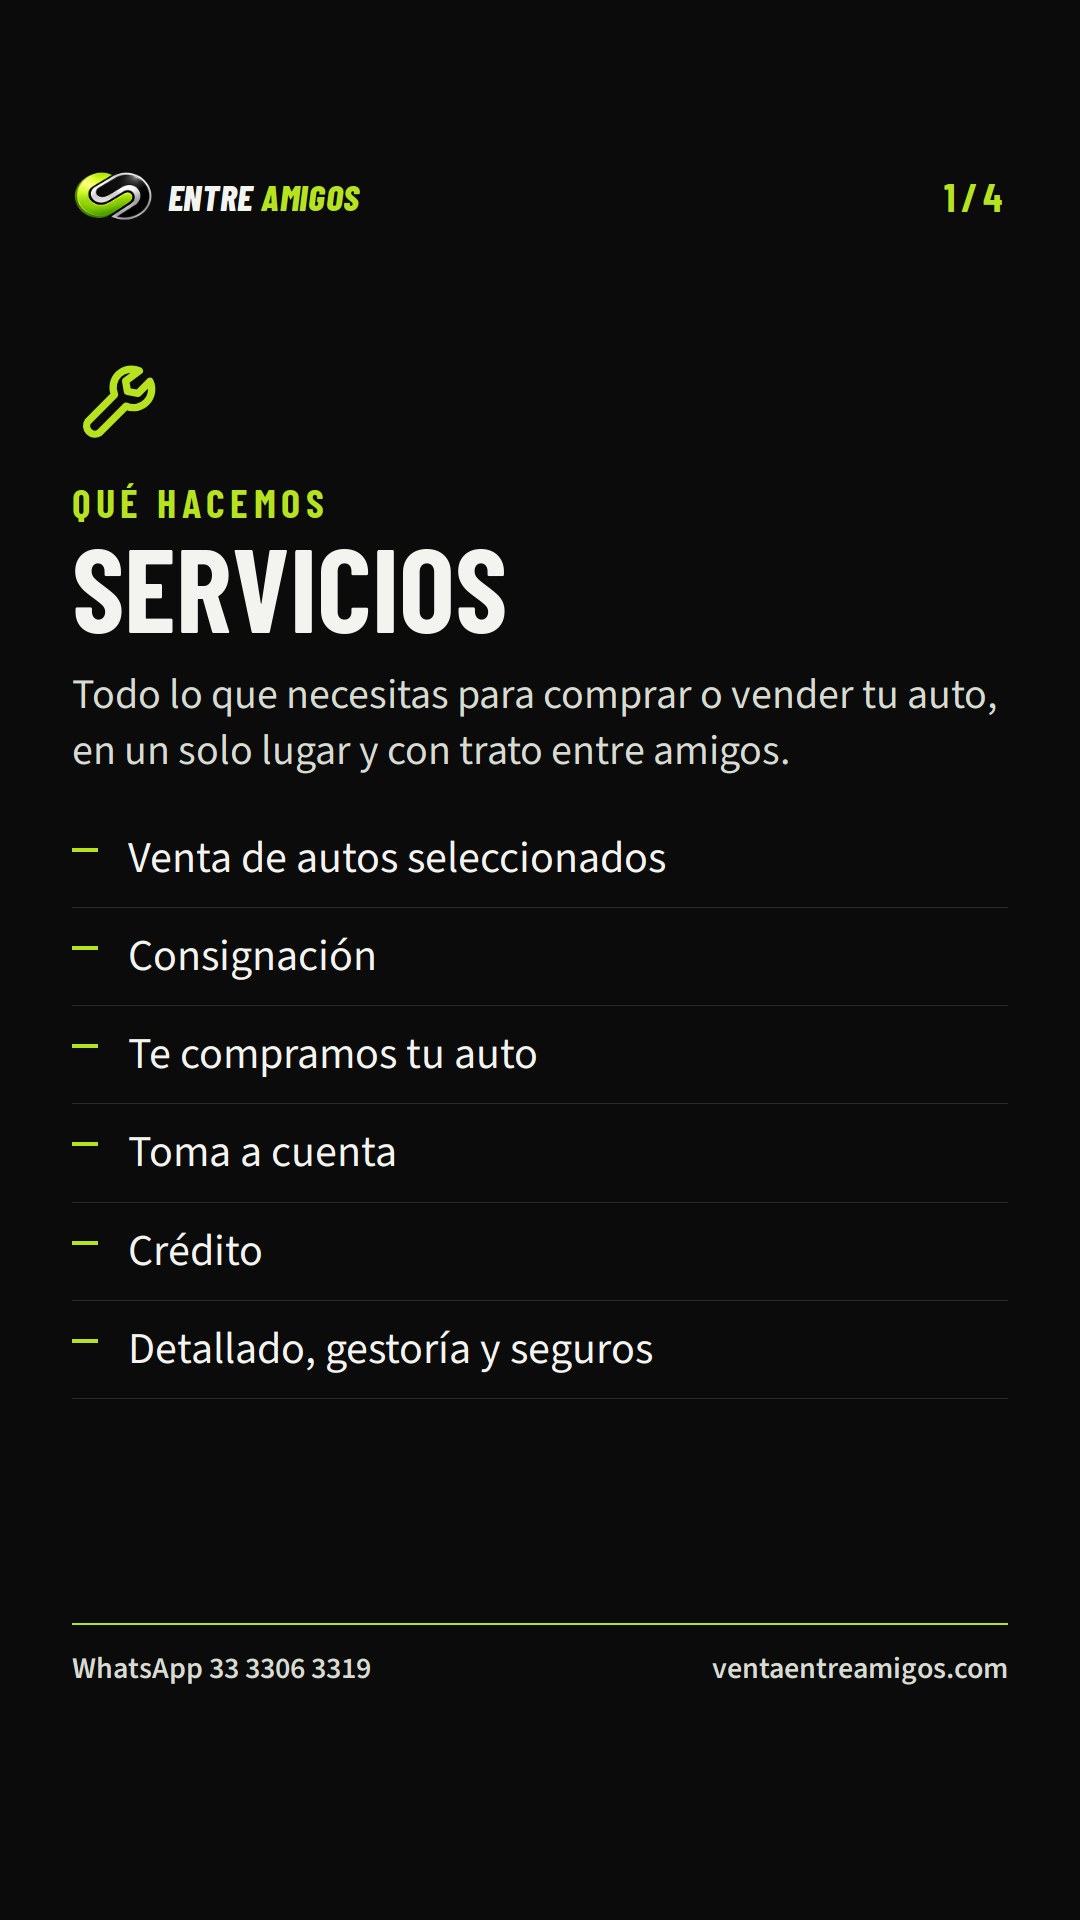 ENTRE AMIGOS
1/4
QUÉ HACEMOS
SERVICIOS
Todo lo que necesitas para comprar o vender tu auto,
en un solo lugar y con trato entre amigos.
Venta de autos seleccionados
Consignación
Te compramos tu auto
Toma a cuenta
Crédito
Detallado, gestoría y seguros
WhatsApp 33 3306 3319
ventaentreamigos.com